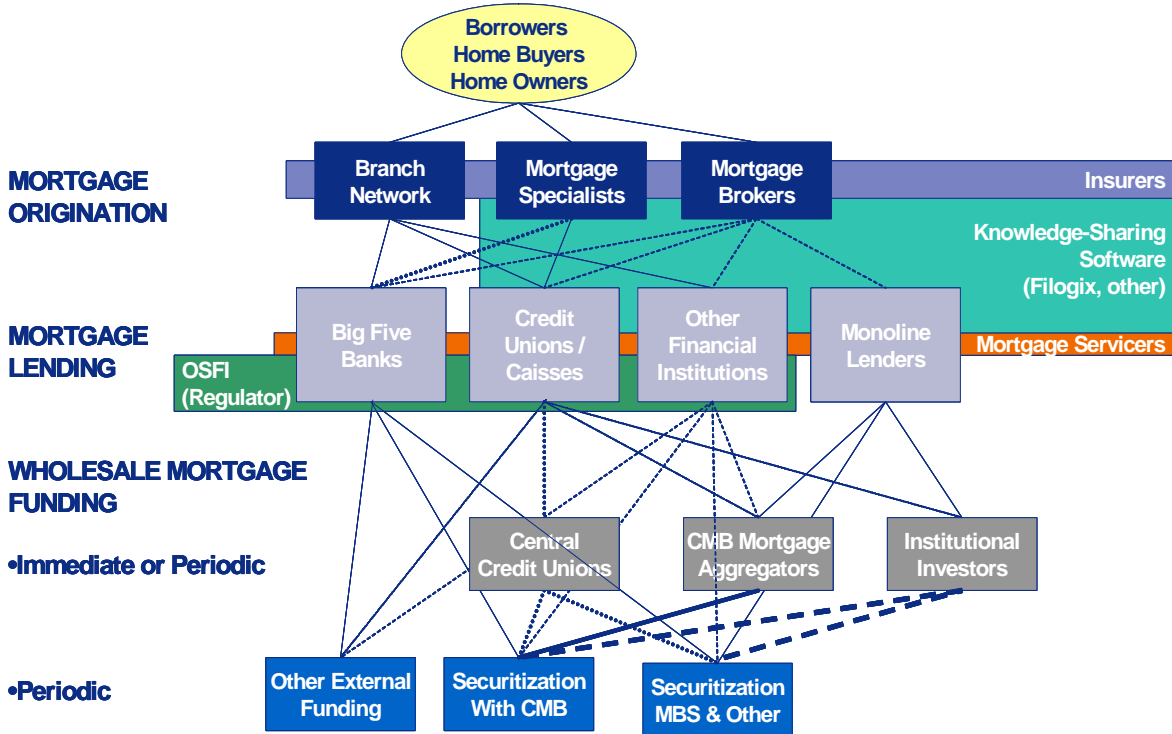 Borrowers
Home Buyers
Home Owners
MORTGAGE
ORIGINATION
Branch
Network
Mortgage
Specialists
Mortgage
Brokers
Insurers
Knowledge-Sharing
Software
(Filogix, other)
MORTGAGE
LENDING
Big Five
Banks
Credit
Unions /
Caisses
Other
Financial
Institutions
Monoline
Lenders
Mortgage Servicers
OSFI
(Regulator)
WHOLESALE MORTGAGE
FUNDING
•Immediate or Periodic
Central
Credit Unions
CMB Mortgage
Aggregators
Institutional
Investors
•Periodic
Other External
Funding
Securitization
With CMB
Securitization
MBS & Other